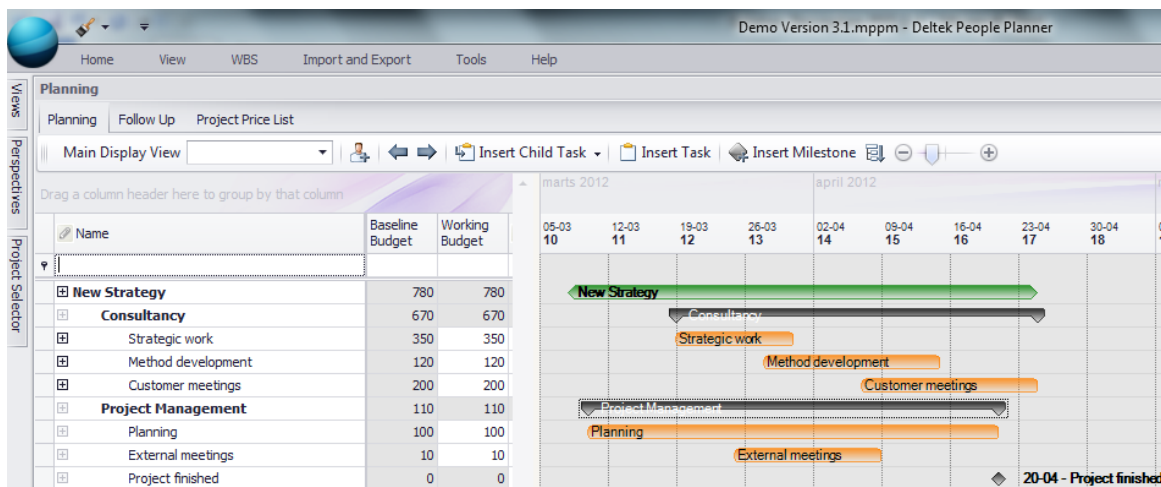 Demo Version 3.1.mppm - Deltek People Planner
Home View WBS Import and Export Tools Help
Views
Perspectives
Project Selector
Planning
Planning Follow Up Project Price List
Main Display View Insert Child Task Insert Task Insert Milestone
Drag a column header here to group by that column
marts 2012 april 2012
Name Baseline Budget Working Budget
05-03 12-03 19-03 26-03 02-04 09-04 16-04 23-04 30-04
10 11 12 13 14 15 16 17 18
New Strategy 780 780 New Strategy
Consultancy 670 670 Consultancy
Strategic work 350 350 Strategic work
Method development 120 120 Method development
Customer meetings 200 200 Customer meetings
Project Management 110 110 Project Management
Planning 100 100 Planning
External meetings 10 10 External meetings
Project finished 0 0 20-04 - Project finished